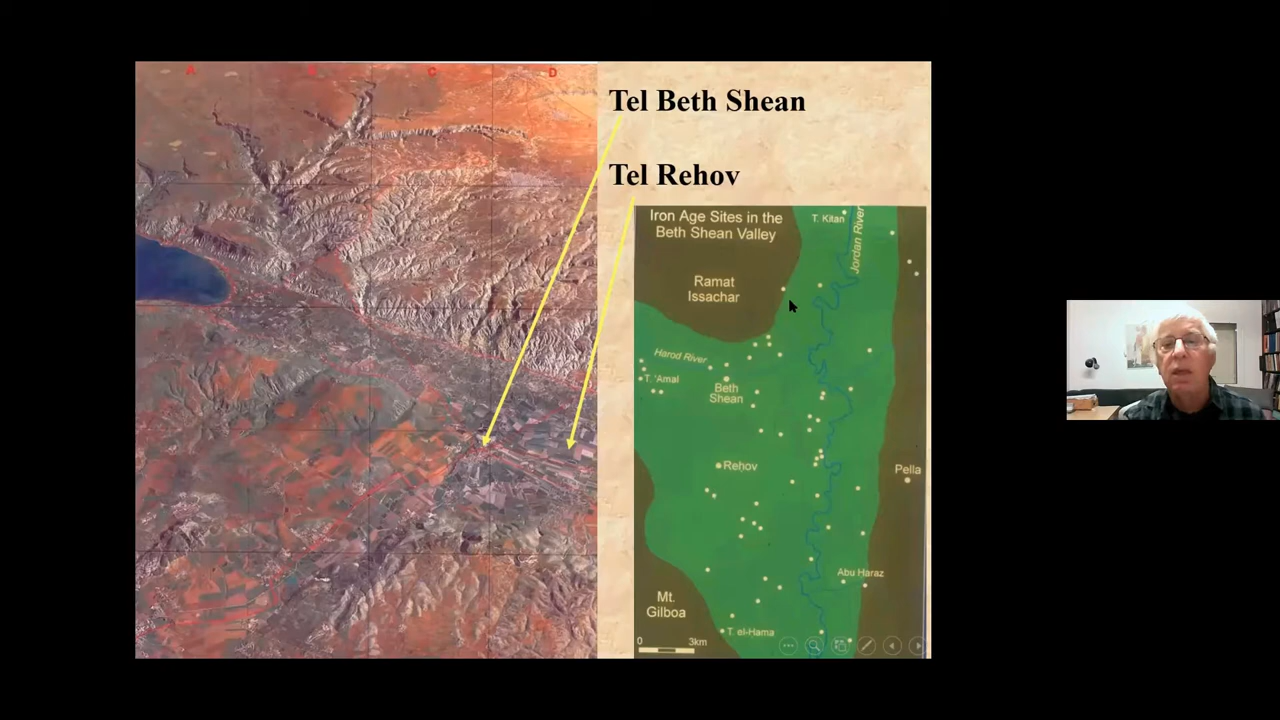 A
B
C
D
Tel Beth Shean
Tel Rehov
Iron Age Sites in the
Beth Shean Valley
T. Kitan
Jordan River
Ramat
Issachar
Harod River
T. 'Amal
Beth
Shean
Rehov
Pella
Abu Haraz
Mt.
Gilboa
T. el-Hama
0 3km